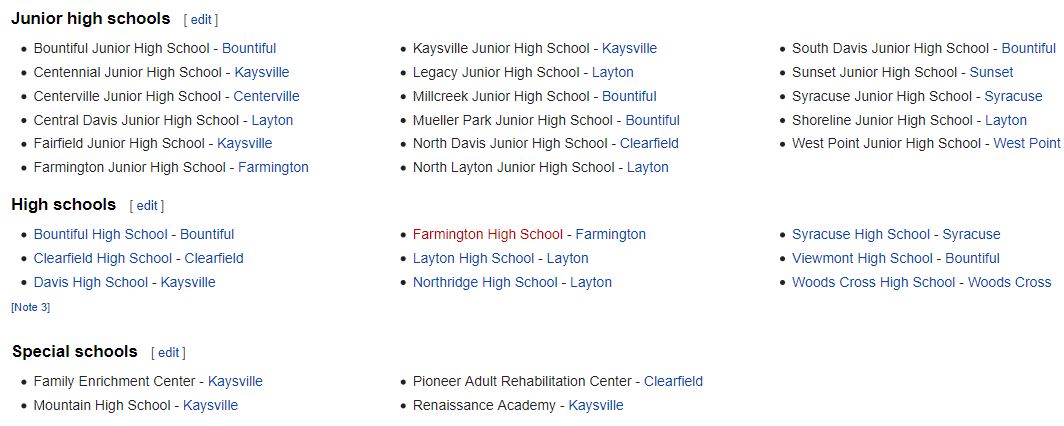 Junior high schools [ edit ]
• Bountiful Junior High School - Bountiful
• Centennial Junior High School - Kaysville
• Centerville Junior High School - Centerville
• Central Davis Junior High School - Layton
• Fairfield Junior High School - Kaysville
• Farmington Junior High School - Farmington
• Kaysville Junior High School - Kaysville
• Legacy Junior High School - Layton
• Millcreek Junior High School - Bountiful
• Mueller Park Junior High School - Bountiful
• North Davis Junior High School - Clearfield
• North Layton Junior High School - Layton
• South Davis Junior High School - Bountiful
• Sunset Junior High School - Sunset
• Syracuse Junior High School - Syracuse
• Shoreline Junior High School - Layton
• West Point Junior High School - West Point
High schools [ edit ]
• Bountiful High School - Bountiful
• Clearfield High School - Clearfield
• Davis High School - Kaysville
• Farmington High School - Farmington
• Layton High School - Layton
• Northridge High School - Layton
• Syracuse High School - Syracuse
• Viewmont High School - Bountiful
• Woods Cross High School - Woods Cross
[Note 3]
Special schools [ edit ]
• Family Enrichment Center - Kaysville
• Mountain High School - Kaysville
• Pioneer Adult Rehabilitation Center - Clearfield
• Renaissance Academy - Kaysville